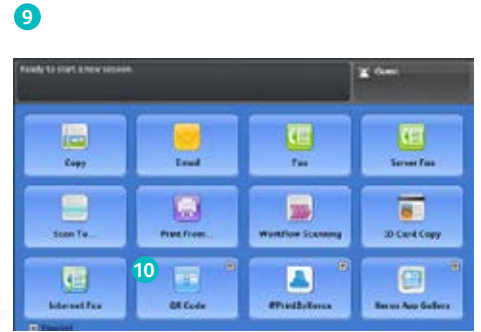 9
Ready to start a new session.
Guest
Copy
Email
Fax
Server Fax
Scan To...
Print From...
Workflow Scanning
ID Card Copy
10
Internet Fax
QR Code
@PrintByXerox
Xerox App Gallery